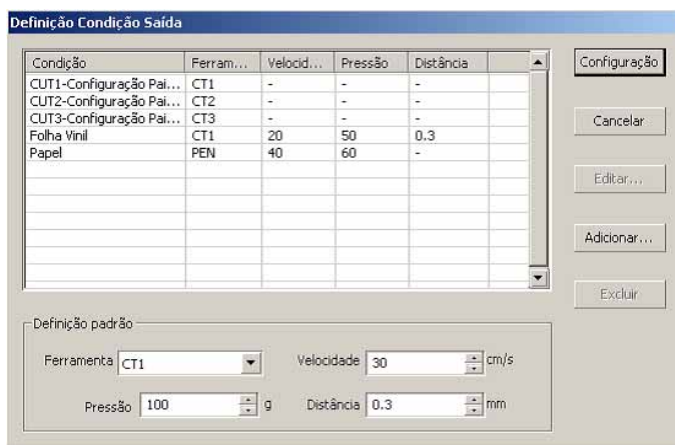 Definição Condição Saída
Condição Ferram... Velocid... Pressão Distância
CUT1-Configuração Pai... CT1 - - -
CUT2-Configuração Pai... CT2 - - -
CUT3-Configuração Pai... CT3 - - -
Folha Vinil CT1 20 50 0.3
Papel PEN 40 60 -
Configuração
Cancelar
Editar...
Adicionar...
Excluir
Definição padrão
Ferramenta CT1 Velocidade 30 cm/s
Pressão 100 g Distância 0.3 mm